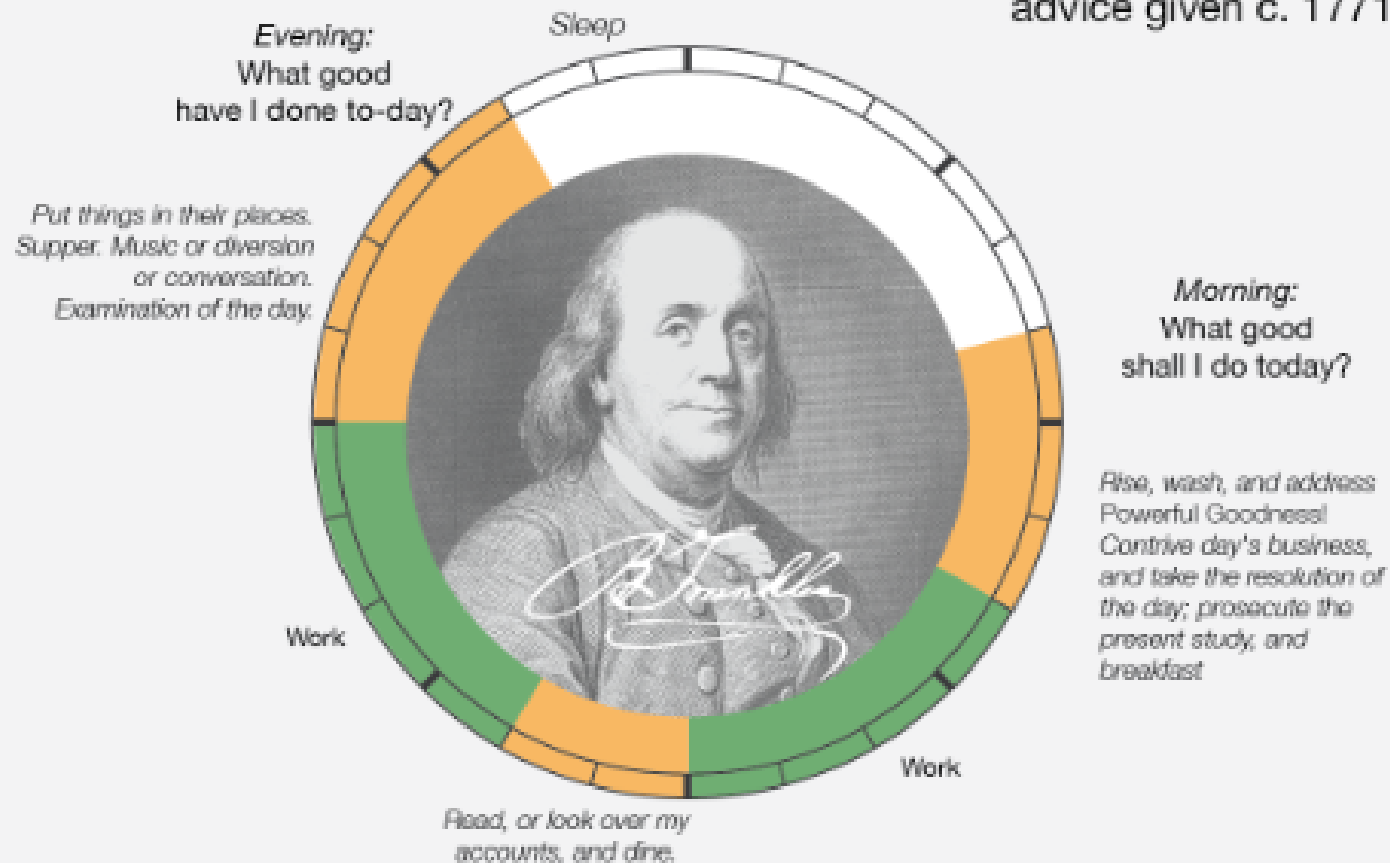 advice given c. 1771
Sleep
Evening:
What good
have I done to-day?
Put things in their places.
Supper. Music or diversion
or conversation.
Examination of the day.
Morning:
What good
shall I do today?
Rise, wash, and address
Powerful Goodness!
Contrive day's business,
and take the resolution of
the day; prosecute the
present study, and
breakfast
B Franklin
Work
Work
Read, or look over my
accounts, and dine.